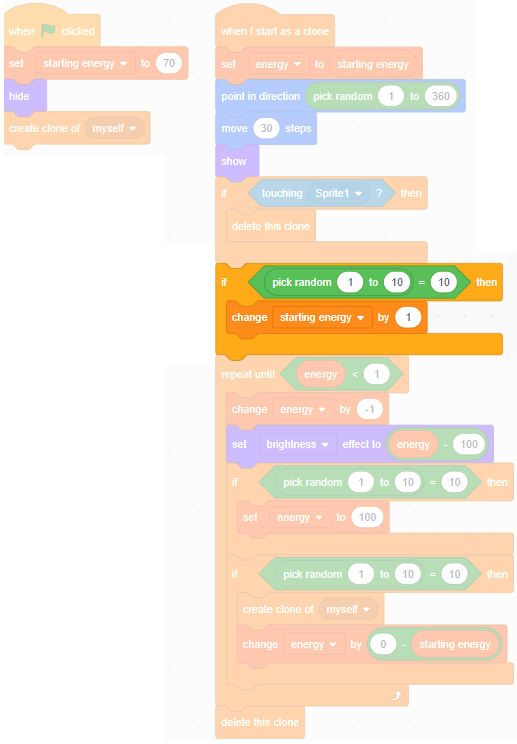 when clicked
set starting energy to 70
hide
create clone of myself
when I start as a clone
set energy to starting energy
point in direction pick random 1 to 360
move 30 steps
show
if touching Sprite1 ? then
delete this clone
if pick random 1 to 10 = 10 then
change starting energy by 1
repeat until energy < 1
change energy by -1
set brightness effect to energy - 100
if pick random 1 to 10 = 10 then
set energy to 100
if pick random 1 to 10 = 10 then
create clone of myself
change energy by 0 - starting energy
delete this clone